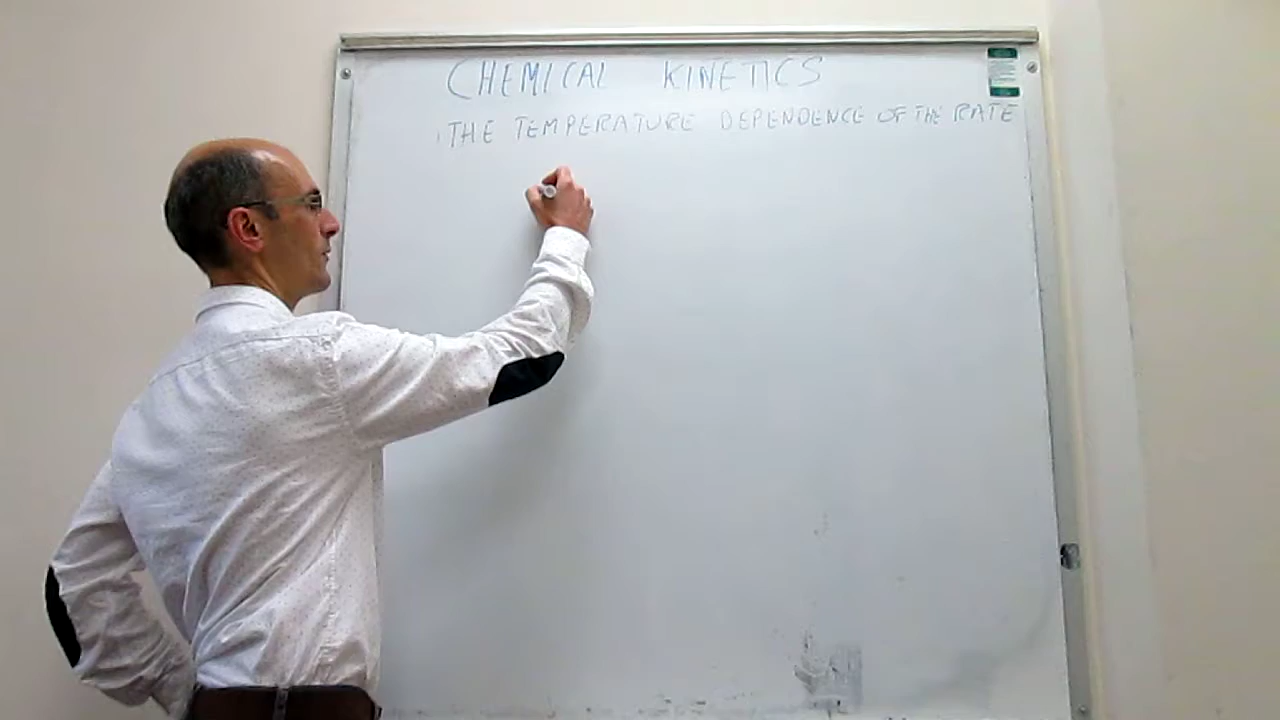 CHEMICAL KINETICS
THE TEMPERATURE DEPENDENCE OF THE RATE